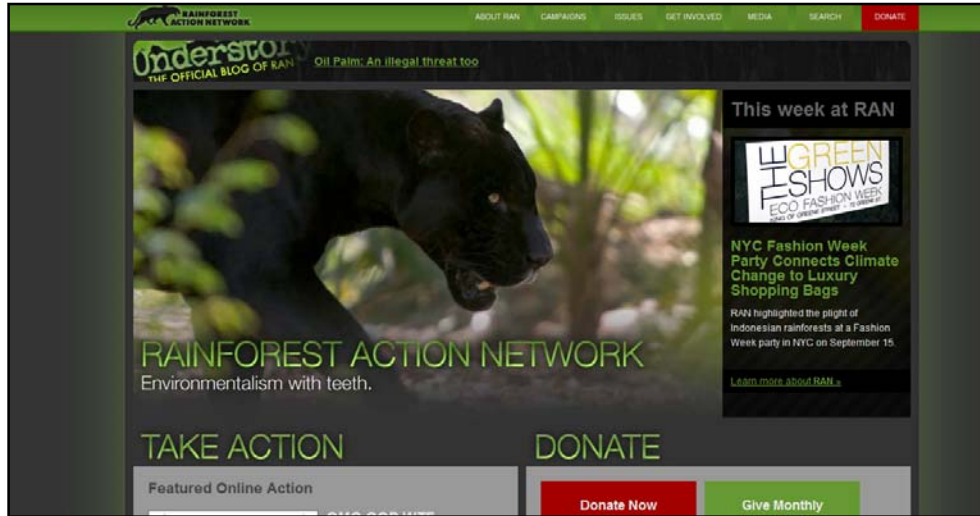 RAINFOREST
ACTION NETWORK
ABOUT RAN CAMPAIGNS ISSUES GET INVOLVED MEDIA SEARCH DONATE
Understory
THE OFFICIAL BLOG OF RAN
Oil Palm: An illegal threat too
This week at RAN
THE
GREEN
SHOWS
ECO FASHION WEEK
NYC Fashion Week
Party Connects Climate
Change to Luxury
Shopping Bags
RAN highlighted the plight of
Indonesian rainforests at a Fashion
Week party in NYC on September 15.
Learn more about RAN »
RAINFOREST ACTION NETWORK
Environmentalism with teeth.
TAKE ACTION
Featured Online Action
DONATE
Donate Now
Give Monthly